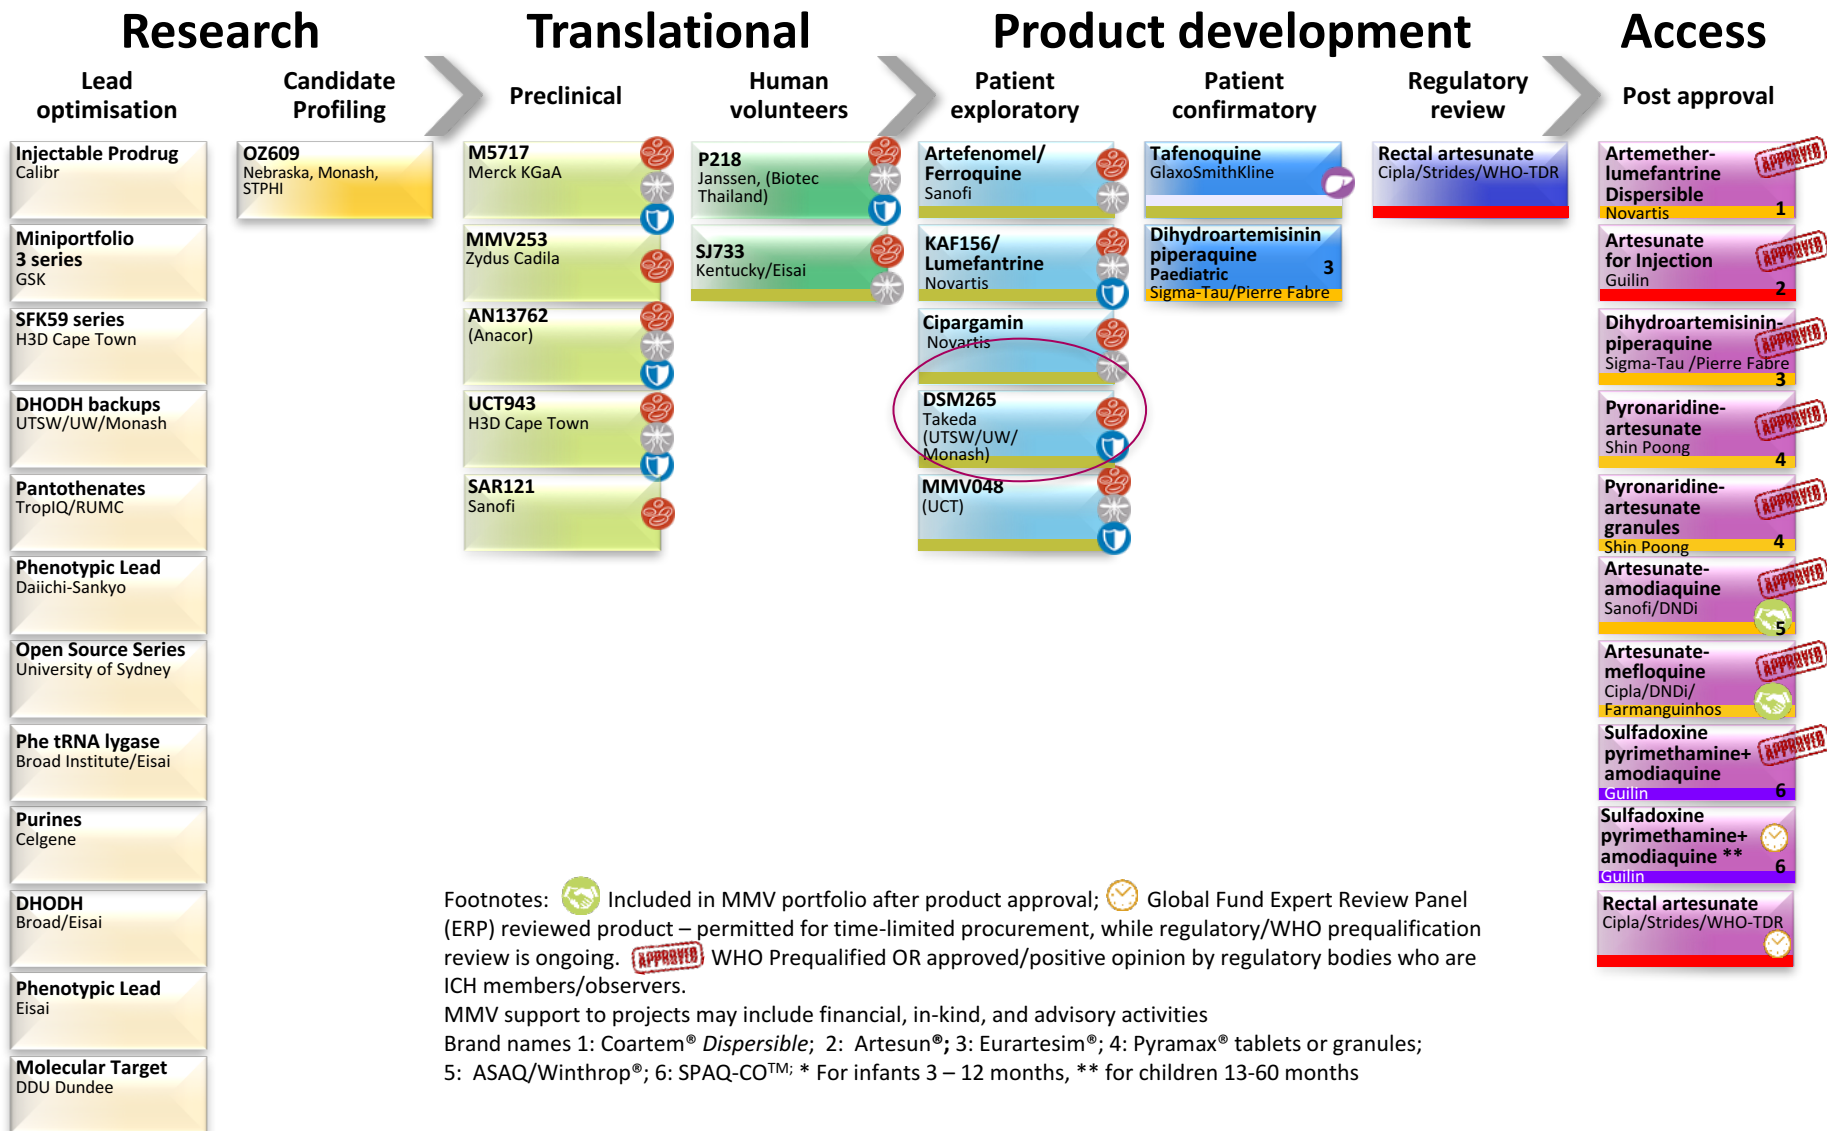 Research
Translational
Product development
Access
Lead
optimisation
Candidate
Profiling
Preclinical
Human
volunteers
Patient
exploratory
Patient
confirmatory
Regulatory
review
Post approval
Injectable Prodrug
Calibr
Miniportfolio
3 series
GSK
SFK59 series
H3D Cape Town
DHODH backups
UTSW/UW/Monash
Pantothenates
TropIQ/RUMC
Phenotypic Lead
Daiichi-Sankyo
Open Source Series
University of Sydney
Phe tRNA lygase
Broad Institute/Eisai
Purines
Celgene
DHODH
Broad/Eisai
Phenotypic Lead
Eisai
Molecular Target
DDU Dundee
OZ609
Nebraska, Monash,
STPHI
M5717
Merck KGaA
MMV253
Zydus Cadila
AN13762
(Anacor)
UCT943
H3D Cape Town
SAR121
Sanofi
P218
Janssen, (Biotec
Thailand)
SJ733
Kentucky/Eisai
Artefenomel/
Ferroquine
Sanofi
KAF156/
Lumefantrine
Novartis
Cipargamin
Novartis
DSM265
Takeda
(UTSW/UW/
Monash)
MMV048
(UCT)
Tafenoquine
GlaxoSmithKline
Dihydroartemisinin
piperaquine
Paediatric 3
Sigma-Tau/Pierre Fabre
Rectal artesunate
Cipla/Strides/WHO-TDR
Artemether-
lumefantrine
Dispersible
Novartis 1
APPROVED
Artesunate
for Injection
Guilin 2
APPROVED
Dihydroartemisinin-
piperaquine
Sigma-Tau /Pierre Fabre
3
APPROVED
Pyronaridine-
artesunate
Shin Poong
4
APPROVED
Pyronaridine-
artesunate
granules
Shin Poong 4
APPROVED
Artesunate-
amodiaquine
Sanofi/DNDi
5
APPROVED
Artesunate-
mefloquine
Cipla/DNDi/
Farmanguinhos
APPROVED
Sulfadoxine
pyrimethamine+
amodiaquine
Guilin 6
APPROVED
Sulfadoxine
pyrimethamine+
amodiaquine **
Guilin 6
Rectal artesunate
Cipla/Strides/WHO-TDR
Footnotes: Included in MMV portfolio after product approval; Global Fund Expert Review Panel
(ERP) reviewed product – permitted for time-limited procurement, while regulatory/WHO prequalification
review is ongoing. APPROVED WHO Prequalified OR approved/positive opinion by regulatory bodies who are
ICH members/observers.
MMV support to projects may include financial, in-kind, and advisory activities
Brand names 1: Coartem® Dispersible; 2: Artesun®; 3: Eurartesim®; 4: Pyramax® tablets or granules;
5: ASAQ/Winthrop®; 6: SPAQ-CO™; * For infants 3 – 12 months, ** for children 13-60 months